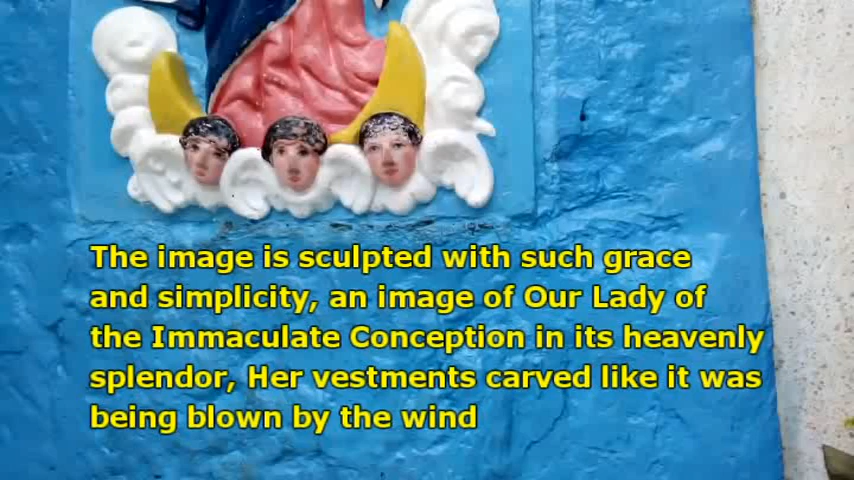 The image is sculpted with such grace
and simplicity, an image of Our Lady of
the Immaculate Conception in its heavenly
splendor, Her vestments carved like it was
being blown by the wind